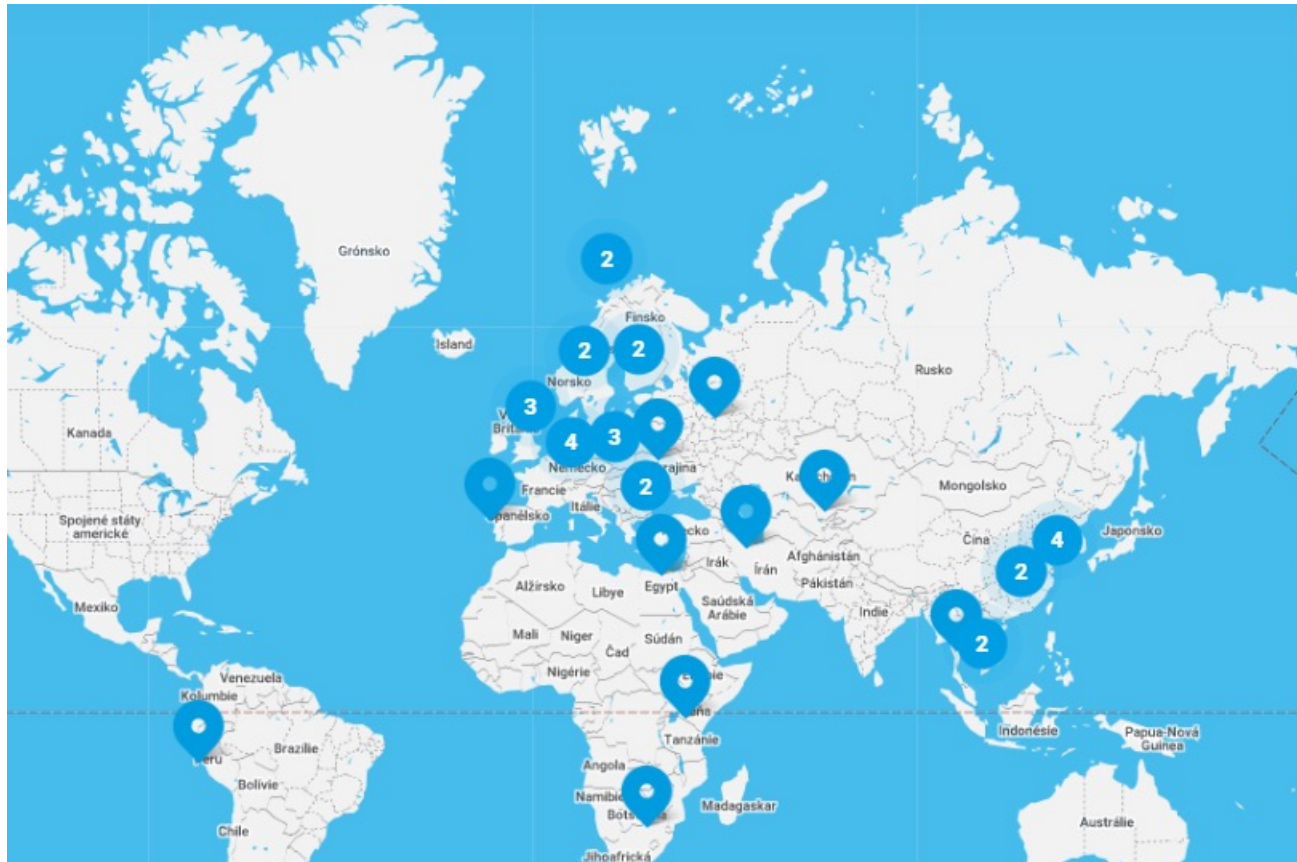 Grónsko
2
Finsko
Island
2
2
Norsko
Rusko
3
Kanada
4
3
Německo
Francie
2
Itálie
Mongolsko
Spojené státy
americké
Čína
4
Japonsko
Afghánistán
Irák
Írán
2
Alžírsko
Libye
Egypt
Pákistán
Saúdská
Arábie
Indie
Mexiko
Mali
Niger
Čad
Súdán
2
Nigérie
Venezuela
Kolumbie
Brazílie
Tanzánie
Indonésie
Papua-Nová
Guinea
Angola
Bolívie
Madagaskar
Chile
Austrálie
Jihoafrická